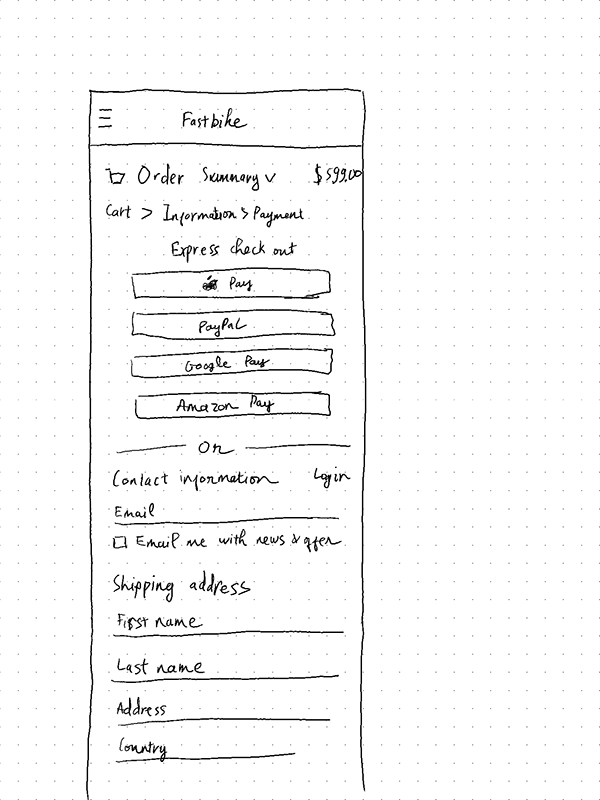 Fastbike
Order Summary $599.00
Cart > Information > Payment
Express check out
Pay
PayPal
Google Pay
Amazon Pay
Or
Contact information Login
Email
Email me with news & offer
Shipping address
First name
Last name
Address
Country